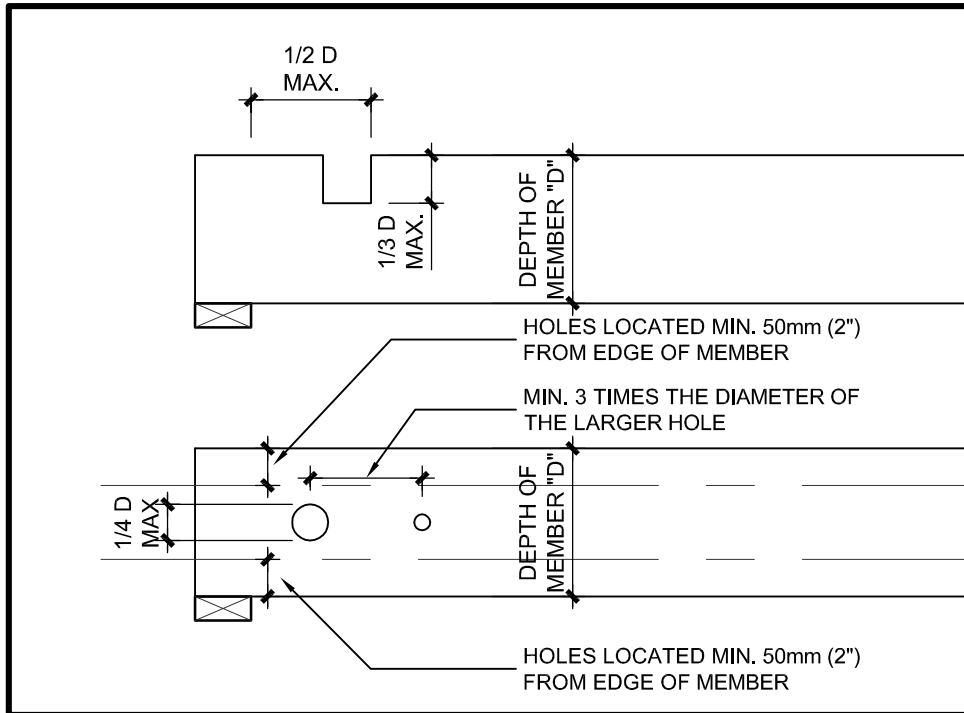 1/2 D
MAX.
1/3 D
MAX.
DEPTH OF
MEMBER "D"
HOLES LOCATED MIN. 50mm (2")
FROM EDGE OF MEMBER
MIN. 3 TIMES THE DIAMETER OF
THE LARGER HOLE
1/4 D
MAX
DEPTH OF
MEMBER "D"
HOLES LOCATED MIN. 50mm (2")
FROM EDGE OF MEMBER